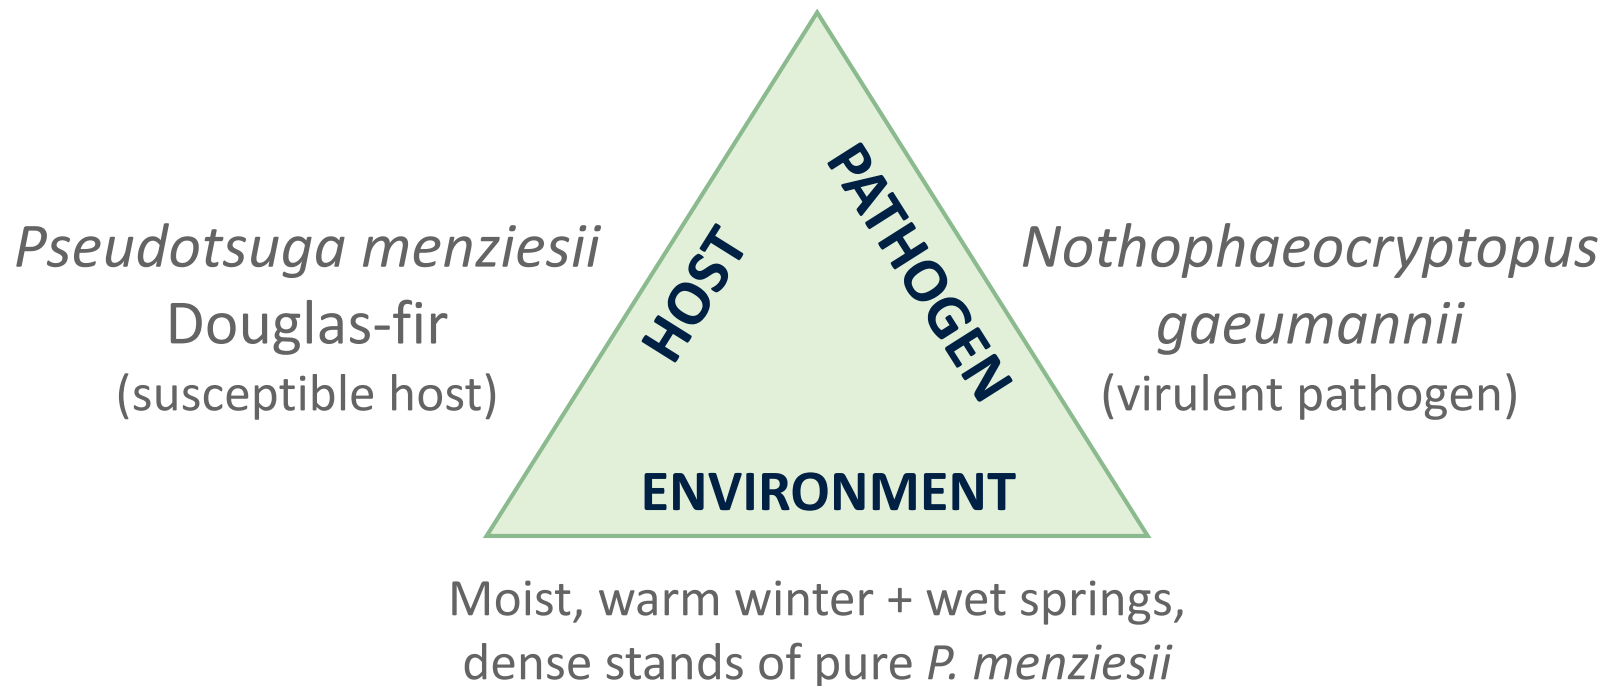 Pseudotsuga menziesii
Douglas-fir
(susceptible host)
HOST
PATHOGEN
Nothophaeocryptopus
gaeumannii
(virulent pathogen)
ENVIRONMENT
Moist, warm winter + wet springs,
dense stands of pure P. menziesii